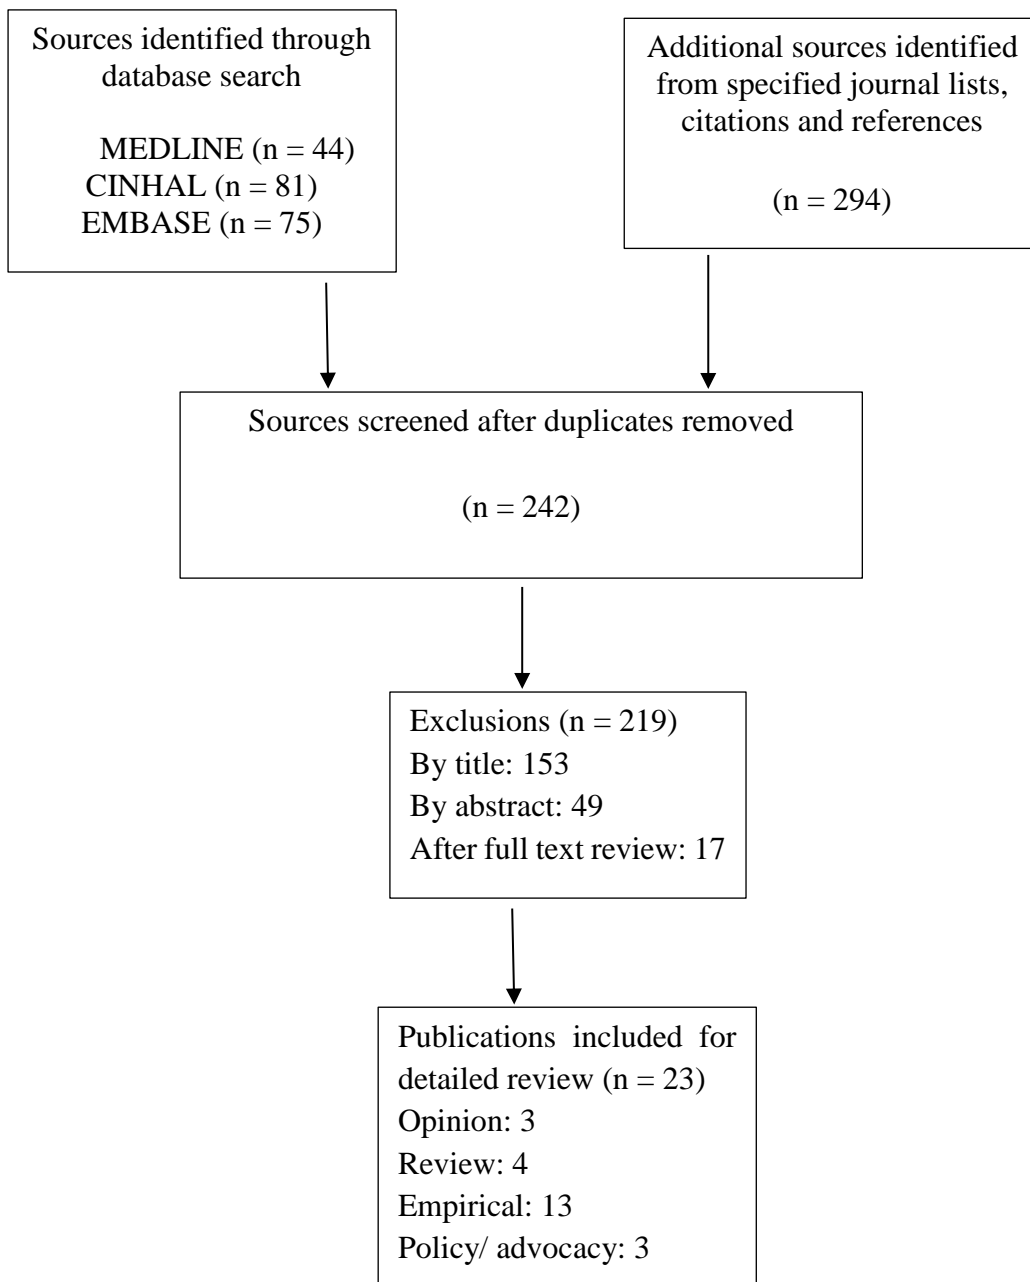 Sources identified through
database search
MEDLINE (n = 44)
CINHAL (n = 81)
EMBASE (n = 75)
Additional sources identified
from specified journal lists,
citations and references
(n = 294)
Sources screened after duplicates removed
(n = 242)
Exclusions (n = 219)
By title: 153
By abstract: 49
After full text review: 17
Publications included for
detailed review (n = 23)
Opinion: 3
Review: 4
Empirical: 13
Policy/ advocacy: 3